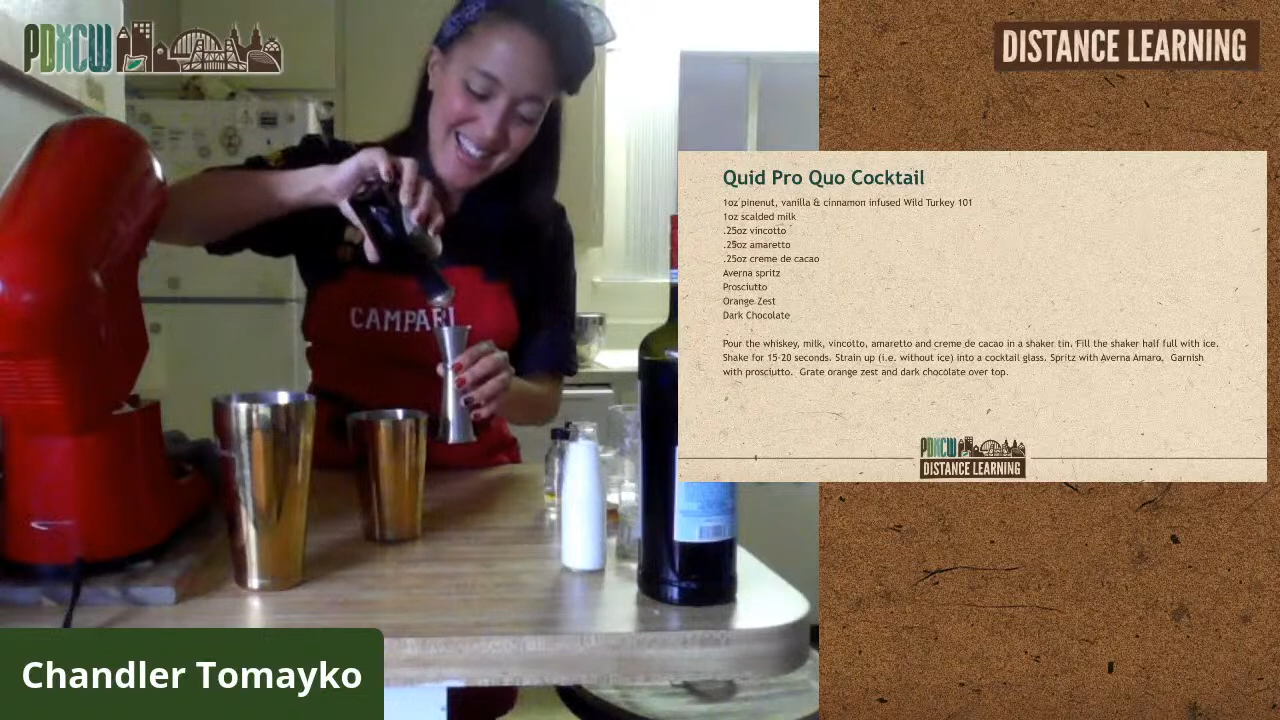 PDXCW
DISTANCE LEARNING
Quid Pro Quo Cocktail
1oz pinenut, vanilla & cinnamon infused Wild Turkey 101
1oz scalded milk
.25oz vincotto
.25oz amaretto
.25oz creme de cacao
Averna spritz
Prosciutto
Orange Zest
Dark Chocolate
Pour the whiskey, milk, vincotto, amaretto and creme de cacao in a shaker tin. Fill the shaker half full with ice.
Shake for 15-20 seconds. Strain up (i.e. without ice) into a cocktail glass. Spritz with Averna Amaro. Garnish
with prosciutto. Grate orange zest and dark chocolate over top.
PDXCW
DISTANCE LEARNING
CAMPARI
Chandler Tomayko